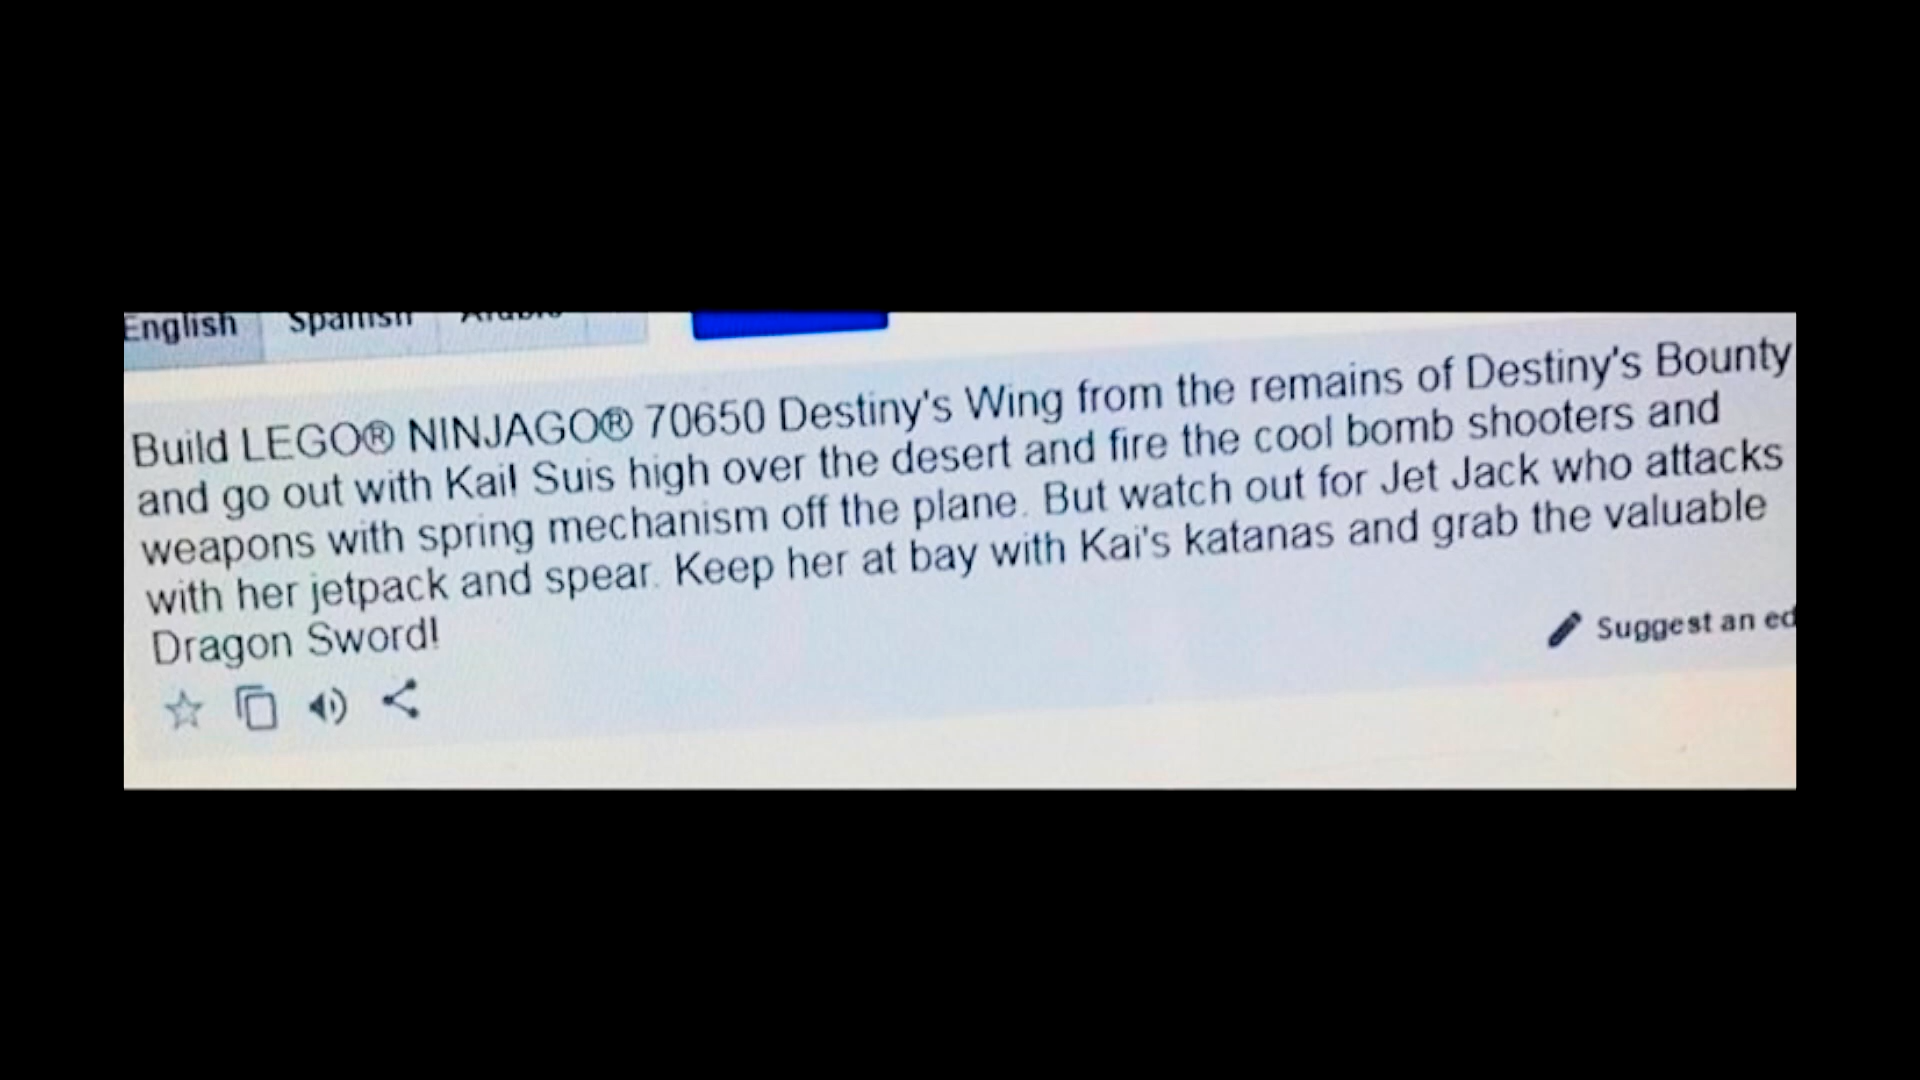 English Spanish Arabic
Build LEGO® NINJAGO® 70650 Destiny's Wing from the remains of Destiny's Bounty
and go out with Kai! Suis high over the desert and fire the cool bomb shooters and
weapons with spring mechanism off the plane. But watch out for Jet Jack who attacks
with her jetpack and spear. Keep her at bay with Kai's katanas and grab the valuable
Dragon Sword!
Suggest an ed